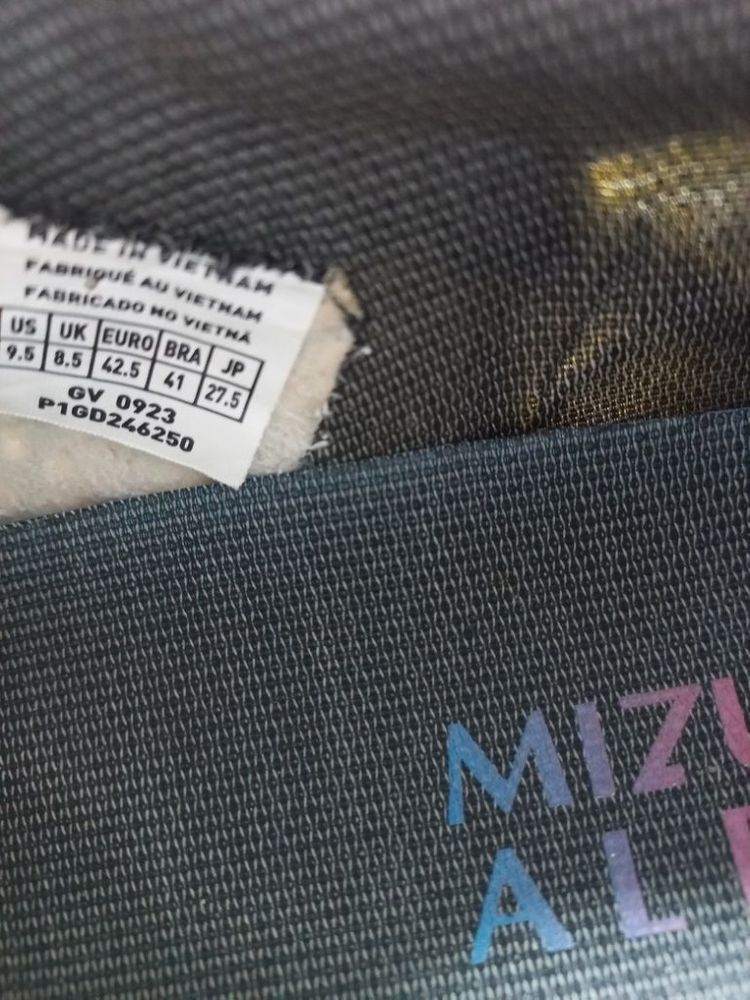 MADE IN VIETNAM
FABRIQUÉ AU VIETNAM
FABRICADO NO VIETNÃ
US UK EURO BRA JP
9.5 8.5 42.5 41 27.5
GV 0923
P1GD246250
MIZU
AL